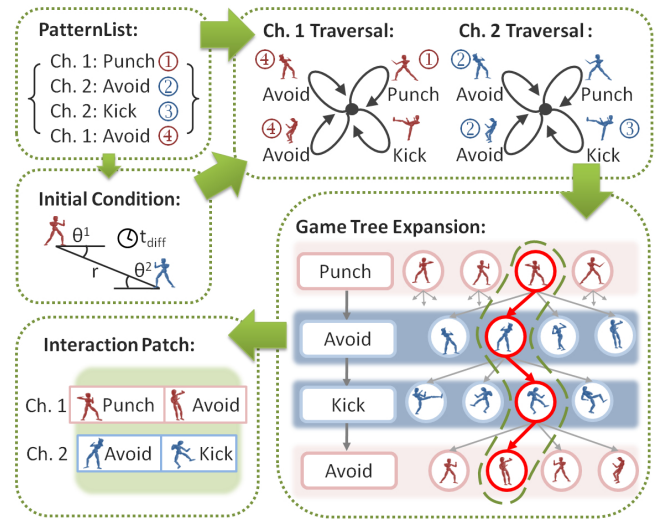 PatternList:
Ch. 1: Punch ①
Ch. 2: Avoid ②
Ch. 2: Kick ③
Ch. 1: Avoid ④
Ch. 1 Traversal:
④ ①
Avoid Punch
④
Avoid Kick
Ch. 2 Traversal:
②
Avoid Punch
② ③
Avoid Kick
Initial Condition:
θ1 tdiff
r θ2
Game Tree Expansion:
Punch
Avoid
Kick
Avoid
Interaction Patch:
Ch. 1 Punch Avoid
Ch. 2 Avoid Kick